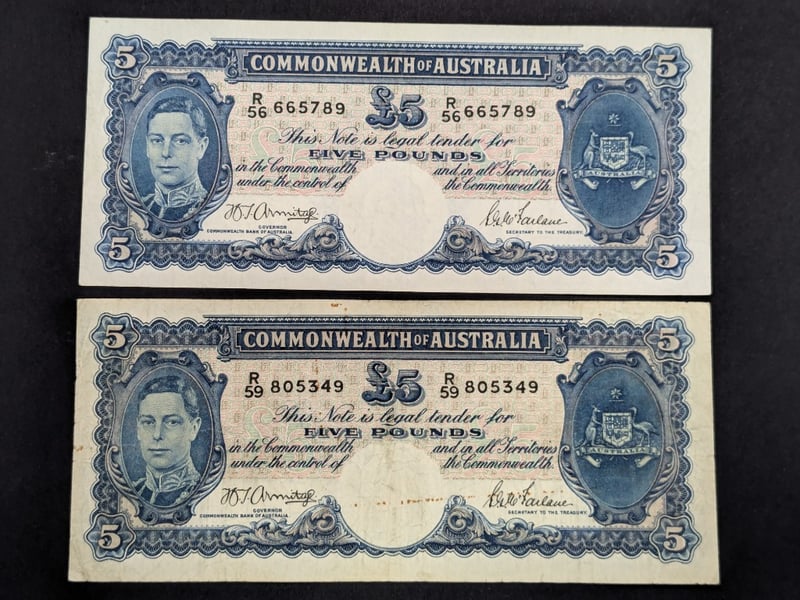 5 5
COMMONWEALTH OF AUSTRALIA
R/56 665789 £5 R/56 665789
This Note is legal tender for
FIVE POUNDS
in the Commonwealth and in all Territories
under the control of the Commonwealth.
AUSTRALIA
H.T. Armitage R. McFarlane
GOVERNOR
COMMONWEALTH BANK OF AUSTRALIA. SECRETARY TO THE TREASURY.
5 5
5 5
COMMONWEALTH OF AUSTRALIA
R/59 805349 £5 R/59 805349
This Note is legal tender for
FIVE POUNDS
in the Commonwealth and in all Territories
under the control of the Commonwealth.
AUSTRALIA
H.T. Armitage R. McFarlane
GOVERNOR
COMMONWEALTH BANK OF AUSTRALIA. SECRETARY TO THE TREASURY.
5 5